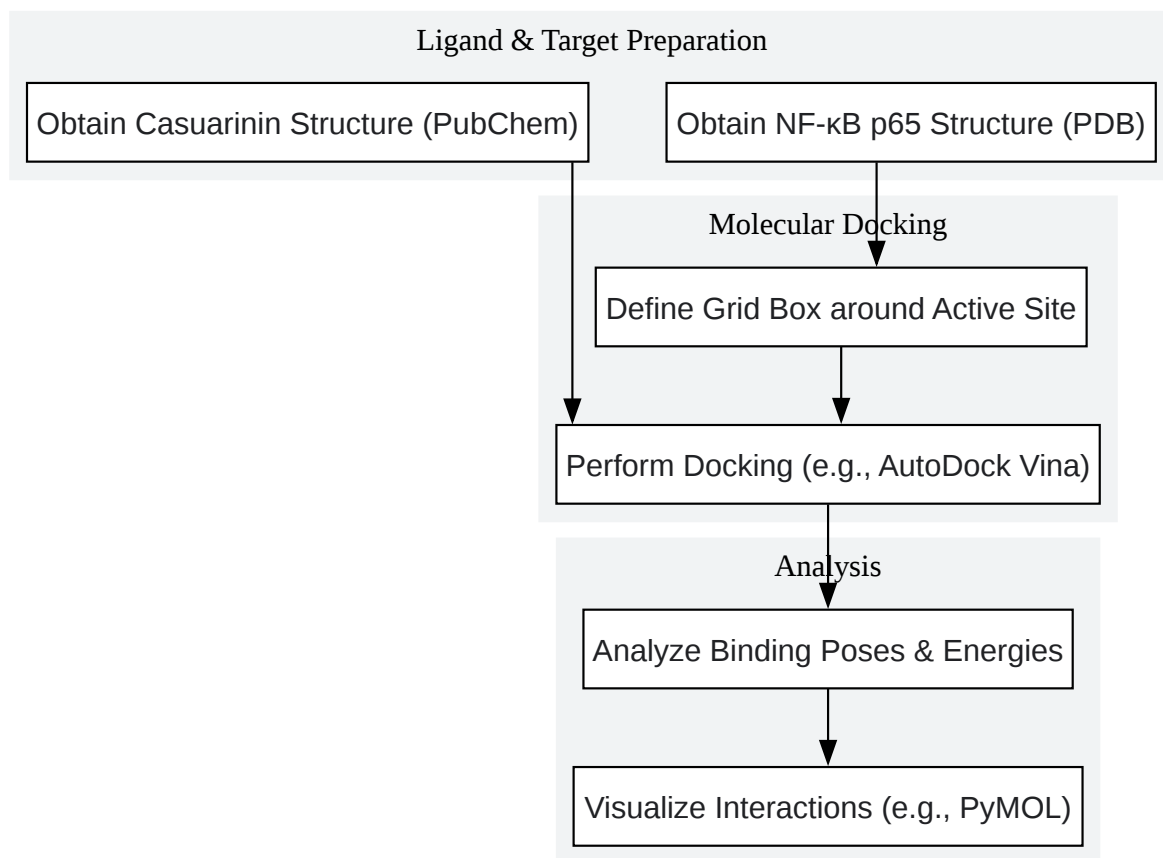 Ligand & Target Preparation
Obtain Casuarinin Structure (PubChem)
Obtain NF-κB p65 Structure (PDB)
Molecular Docking
Define Grid Box around Active Site
Perform Docking (e.g., AutoDock Vina)
Analysis
Analyze Binding Poses & Energies
Visualize Interactions (e.g., PyMOL)